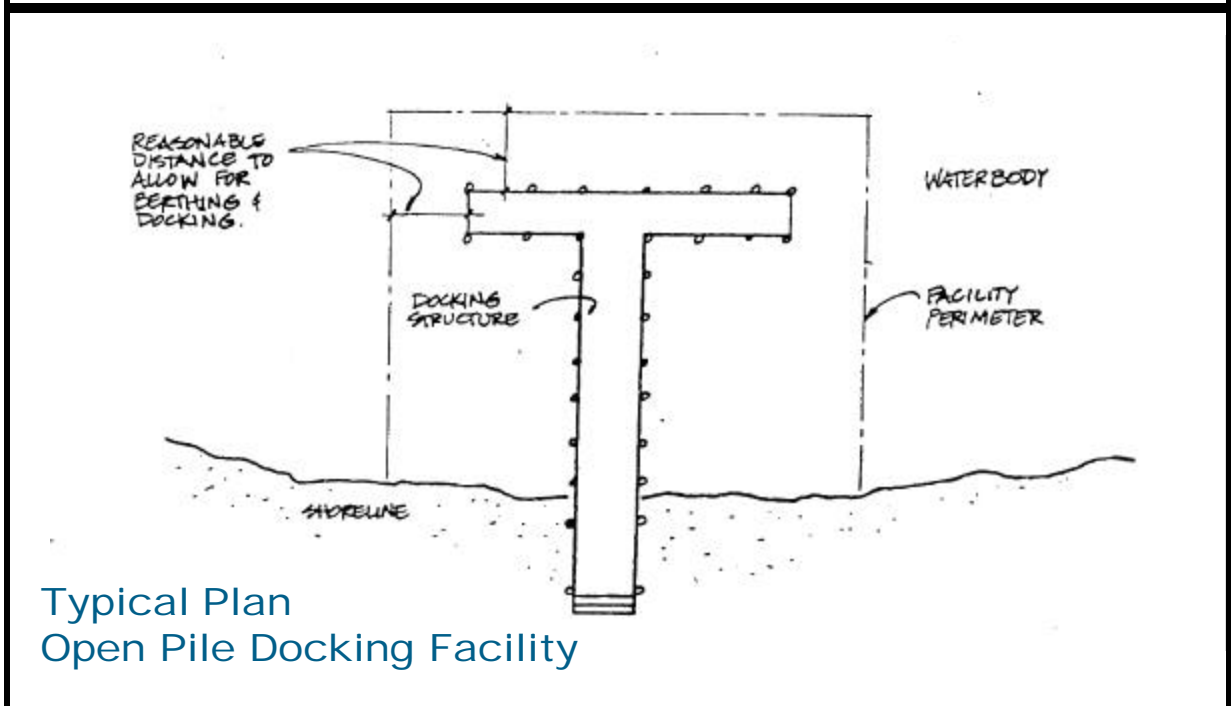 REASONABLE
DISTANCE TO
ALLOW FOR
BERTHING &
DOCKING.
WATERBODY
DOCKING
STRUCTURE
FACILITY
PERIMETER
SHORELINE
Typical Plan
Open Pile Docking Facility